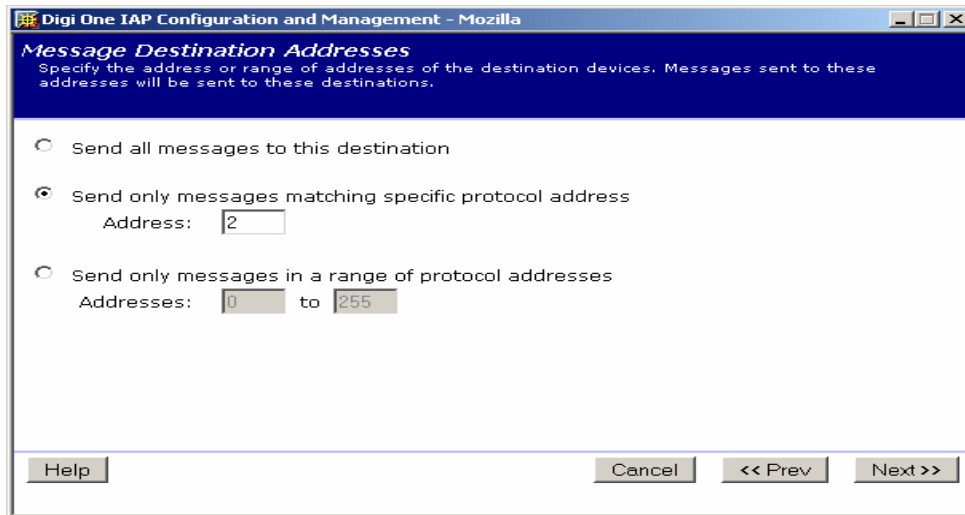 Digi One IAP Configuration and Management - Mozilla
Message Destination Addresses
Specify the address or range of addresses of the destination devices. Messages sent to these
addresses will be sent to these destinations.
Send all messages to this destination
Send only messages matching specific protocol address
Address: 2
Send only messages in a range of protocol addresses
Addresses: 0 to 255
Help Cancel << Prev Next >>